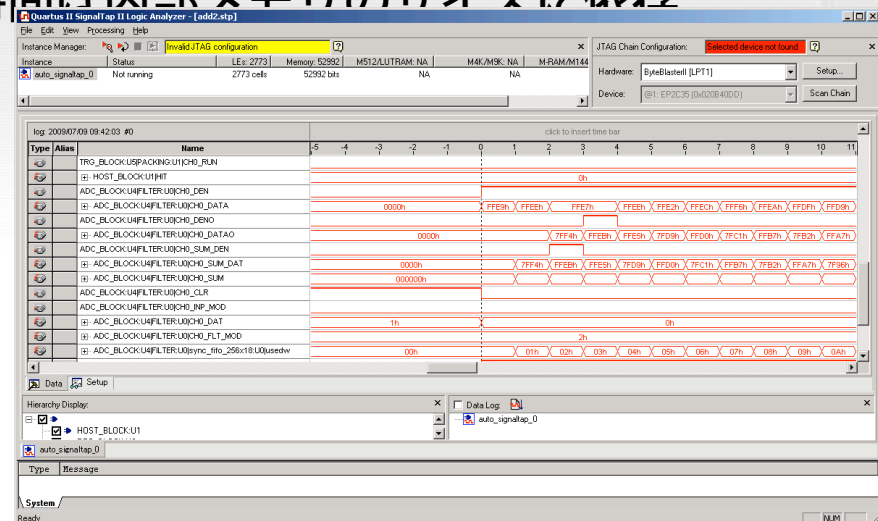 Quartus II SignalTap II Logic Analyzer - [add2.stp]
File Edit View Processing Help
Instance Manager: Invalid JTAG configuration
JTAG Chain Configuration: Selected device not found
Instance Status LEs: 2773 Memory: 52992 M512/LUTRAM: NA M4K/M9K: NA M-RAM/M144
auto_signaltap_0 Not running 2773 cells 52992 bits NA NA
Hardware: ByteBlasterII [LPT1] Setup...
Device: @1: EP2C35 (0x020B40DD) Scan Chain
log: 2009/07/09 09:42:03 #0 click to insert time bar
Type Alias Name -5 -4 -3 -2 -1 0 1 2 3 4 5 6 7 8 9 10 11
TRG_BLOCK:U5|PACKING:U1|CH0_RUN
HOST_BLOCK:U1|HIT 0h
ADC_BLOCK:U4|FILTER:U0|CH0_DEN
ADC_BLOCK:U4|FILTER:U0|CH0_DATA 0000h FFE9h FFEEh FFE7h FFEEh FFE2h FFECh FFF6h FFEAh FFDFh FFD9h
ADC_BLOCK:U4|FILTER:U0|CH0_DENO
ADC_BLOCK:U4|FILTER:U0|CH0_DATAO 0000h 7FF4h FFEBh FFE5h 7FD9h FFD0h 7FC1h FFB7h 7FB2h FFA7h
ADC_BLOCK:U4|FILTER:U0|CH0_SUM_DEN
ADC_BLOCK:U4|FILTER:U0|CH0_SUM_DAT 0000h 7FF4h FFEBh FFE5h 7FD9h FFD0h 7FC1h FFB7h 7FB2h FFA7h 7F96h
ADC_BLOCK:U4|FILTER:U0|CH0_SUM 000000h
ADC_BLOCK:U4|FILTER:U0|CH0_CLR
ADC_BLOCK:U4|FILTER:U0|CH0_INP_MOD
ADC_BLOCK:U4|FILTER:U0|CH0_DAT 1h 0h
ADC_BLOCK:U4|FILTER:U0|CH0_FLT_MOD 2h
ADC_BLOCK:U4|FILTER:U0|sync_fifo_256x18:U0|usedw 00h 01h 02h 03h 04h 05h 06h 07h 08h 09h 0Ah
Data Setup
Hierarchy Display: Data Log:
auto_signaltap_0
HOST_BLOCK:U1
auto_signaltap_0
Type Message
System
Ready NUM